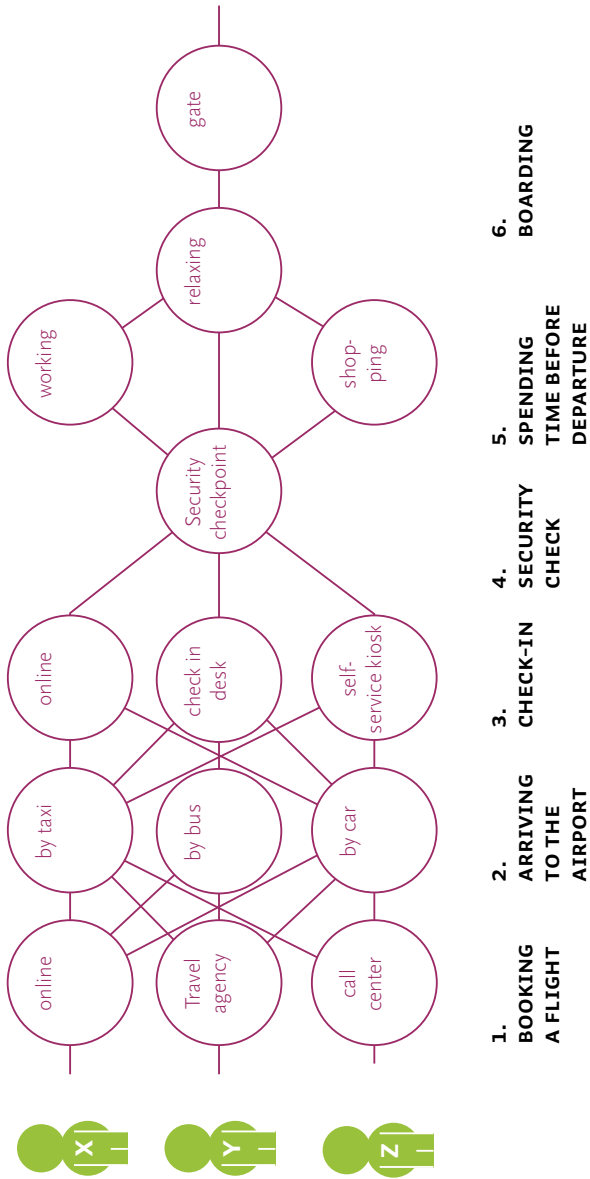 X
Y
Z
online
Travel
agency
call
center
by taxi
by bus
by car
online
check in
desk
self-
service kiosk
Security
checkpoint
working
shop-
ping
relaxing
gate
1.
BOOKING
A FLIGHT
2.
ARRIVING
TO THE
AIRPORT
3.
CHECK-IN
4.
SECURITY
CHECK
5.
SPENDING
TIME BEFORE
DEPARTURE
6.
BOARDING